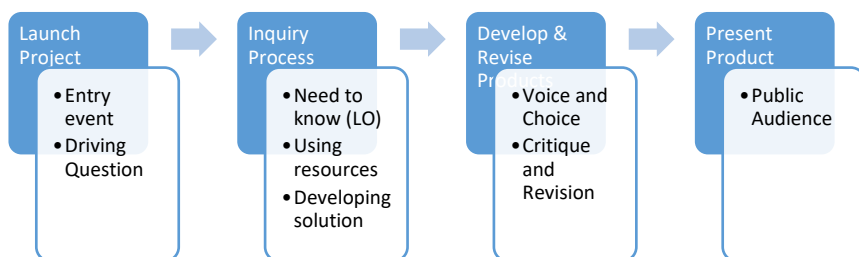 Launch
Project
•Entry
event
•Driving
Question
Inquiry
Process
•Need to
know (LO)
•Using
resources
•Developing
solution
Develop &
Revise
Products
•Voice and
Choice
•Critique
and
Revision
Present
Product
•Public
Audience